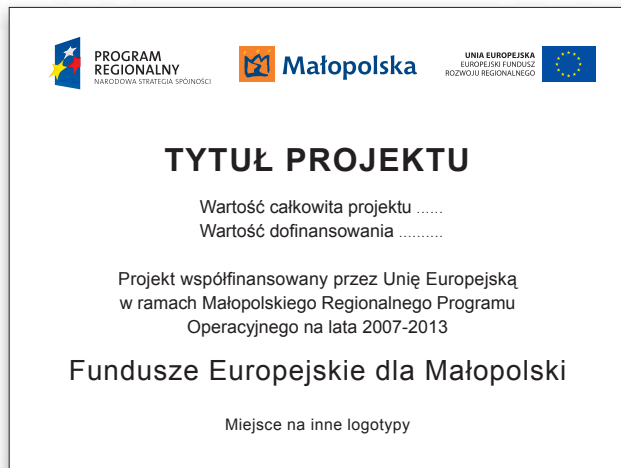 PROGRAM
REGIONALNY
NARODOWA STRATEGIA SPÓJNOŚCI
Małopolska
UNIA EUROPEJSKA
EUROPEJSKI FUNDUSZ
ROZWOJU REGIONALNEGO
TYTUŁ PROJEKTU
Wartość całkowita projektu ......
Wartość dofinansowania ..........
Projekt współfinansowany przez Unię Europejską
w ramach Małopolskiego Regionalnego Programu
Operacyjnego na lata 2007-2013
Fundusze Europejskie dla Małopolski
Miejsce na inne logotypy